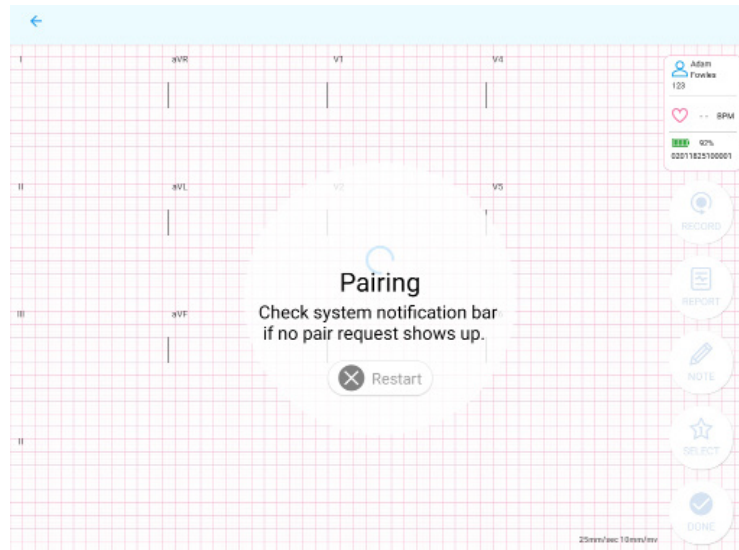 I aVR V1 V4
Adam
Fowles
123
-- BPM
92%
02011825100001
II aVL V2 V5
RECORD
Pairing
Check system notification bar
if no pair request shows up.
REPORT
III aVF
Restart
NOTE
II
SELECT
DONE
25mm/sec 10mm/mv